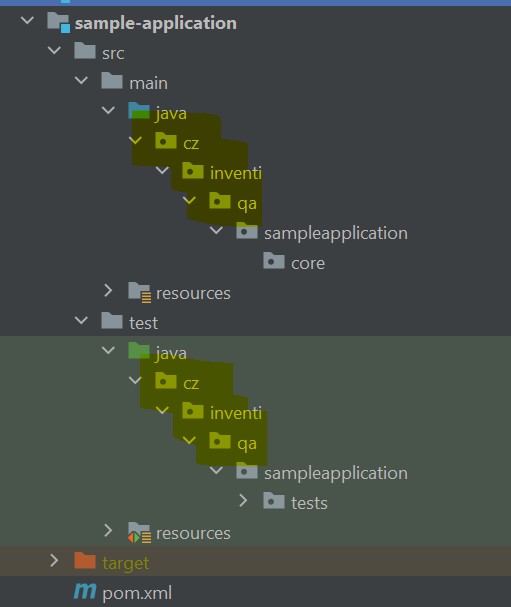 sample-application
src
main
java
cz
inventi
qa
sampleapplication
core
resources
test
java
cz
inventi
qa
sampleapplication
tests
resources
target
m pom.xml